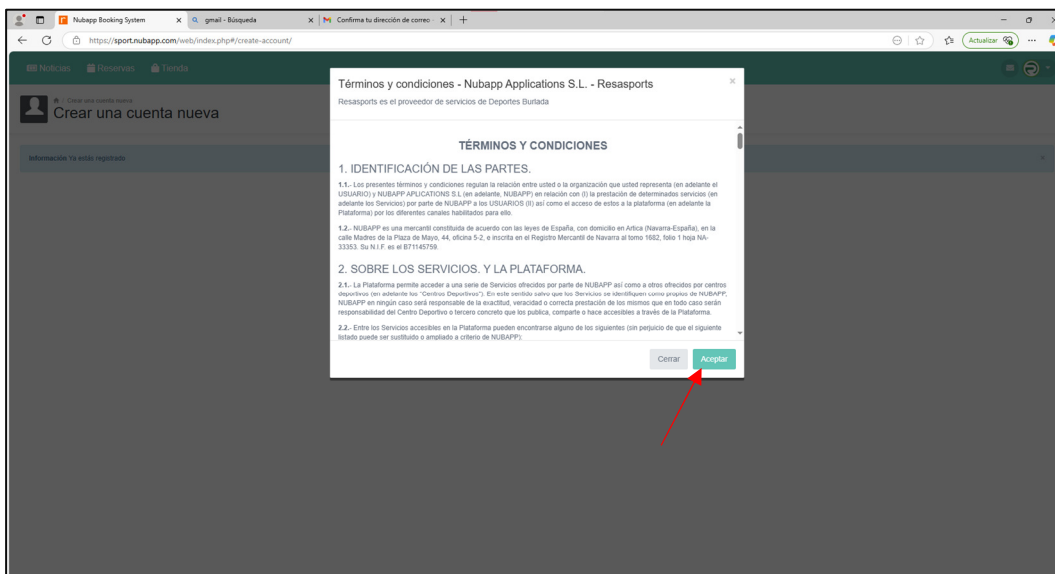 Nubapp Booking System
gmail - Búsqueda
Confirma tu dirección de correo
https://sport.nubapp.com/web/index.php#/create-account/
Actualizar
Noticias Reservas Tienda
Crear una cuenta nueva
Crear una cuenta nueva
Información Ya estás registrado
Términos y condiciones - Nubapp Applications S.L. - Resasports
Resasports es el proveedor de servicios de Deportes Burlada
TÉRMINOS Y CONDICIONES
1. IDENTIFICACIÓN DE LAS PARTES.
1.1.- Los presentes términos y condiciones regulan la relación entre usted o la organización que usted representa (en adelante el
USUARIO) y NUBAPP APLICATIONS S.L (en adelante, NUBAPP) en relación con (I) la prestación de determinados servicios (en
adelante los Servicios) por parte de NUBAPP a los USUARIOS (II) así como el acceso de estos a la plataforma (en adelante la
Plataforma) por los diferentes canales habilitados para ello.
1.2.- NUBAPP es una mercantil constituida de acuerdo con las leyes de España, con domicilio en Artica (Navarra-España), en la
calle Madres de la Plaza de Mayo, 44, oficina 5-2, e inscrita en el Registro Mercantil de Navarra al tomo 1682, folio 1 hoja NA-
33353. Su N.I.F. es el B71145759.
2. SOBRE LOS SERVICIOS. Y LA PLATAFORMA.
2.1.- La Plataforma permite acceder a una serie de Servicios ofrecidos por parte de NUBAPP así como a otros ofrecidos por centros
deportivos (en adelante los "Centros Deportivos"). En este sentido salvo que los Servicios se identifiquen como propios de NUBAPP,
NUBAPP en ningún caso será responsable de la exactitud, veracidad o correcta prestación de los mismos que en todo caso serán
responsabilidad del Centro Deportivo o tercero concreto que los publica, comparte o hace accesibles a través de la Plataforma.
2.2.- Entre los Servicios accesibles en la Plataforma pueden encontrarse alguno de los siguientes (sin perjuicio de que el siguiente
listado puede ser sustituido o ampliado a criterio de NUBAPP):
Cerrar Aceptar